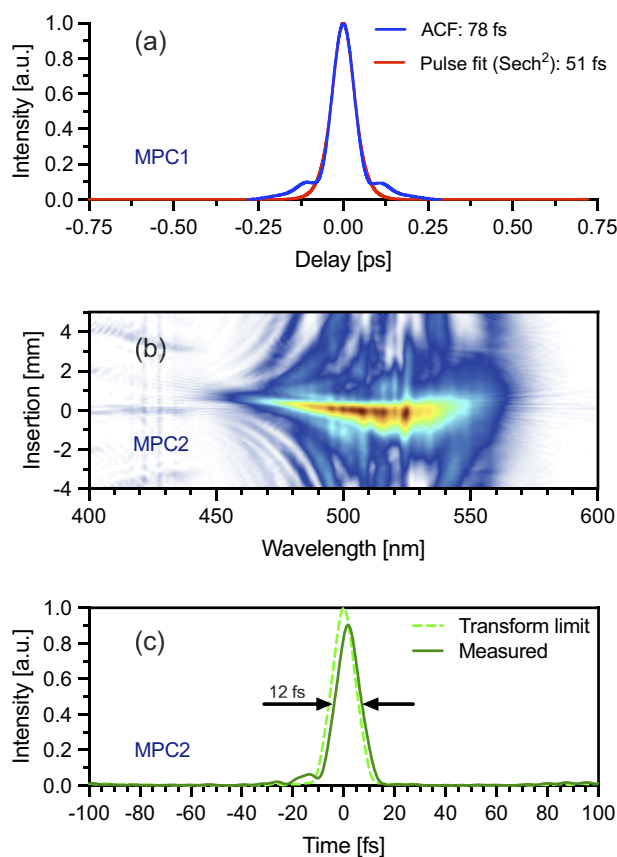 (a)
ACF: 78 fs
Pulse fit (Sech²): 51 fs
MPC1
Intensity [a.u.]
1.0
0.8
0.6
0.4
0.2
0.0
-0.75 -0.50 -0.25 0.00 0.25 0.50 0.75
Delay [ps]
(b)
MPC2
Insertion [mm]
4
2
0
-2
-4
400 450 500 550 600
Wavelength [nm]
(c)
Transform limit
Measured
12 fs
MPC2
Intensity [a.u.]
1.0
0.8
0.6
0.4
0.2
0.0
-100 -80 -60 -40 -20 0 20 40 60 80 100
Time [fs]